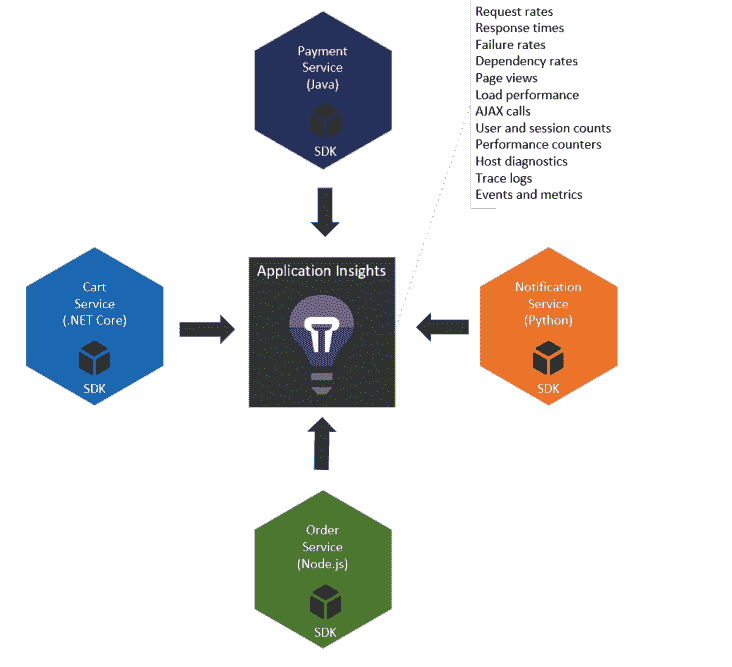 Request rates
Response times
Failure rates
Dependency rates
Page views
Load performance
AJAX calls
User and session counts
Performance counters
Host diagnostics
Trace logs
Events and metrics
Payment
Service
(Java)
SDK
Application Insights
Cart
Service
(.NET Core)
SDK
Notification
Service
(Python)
SDK
Order
Service
(Node.js)
SDK